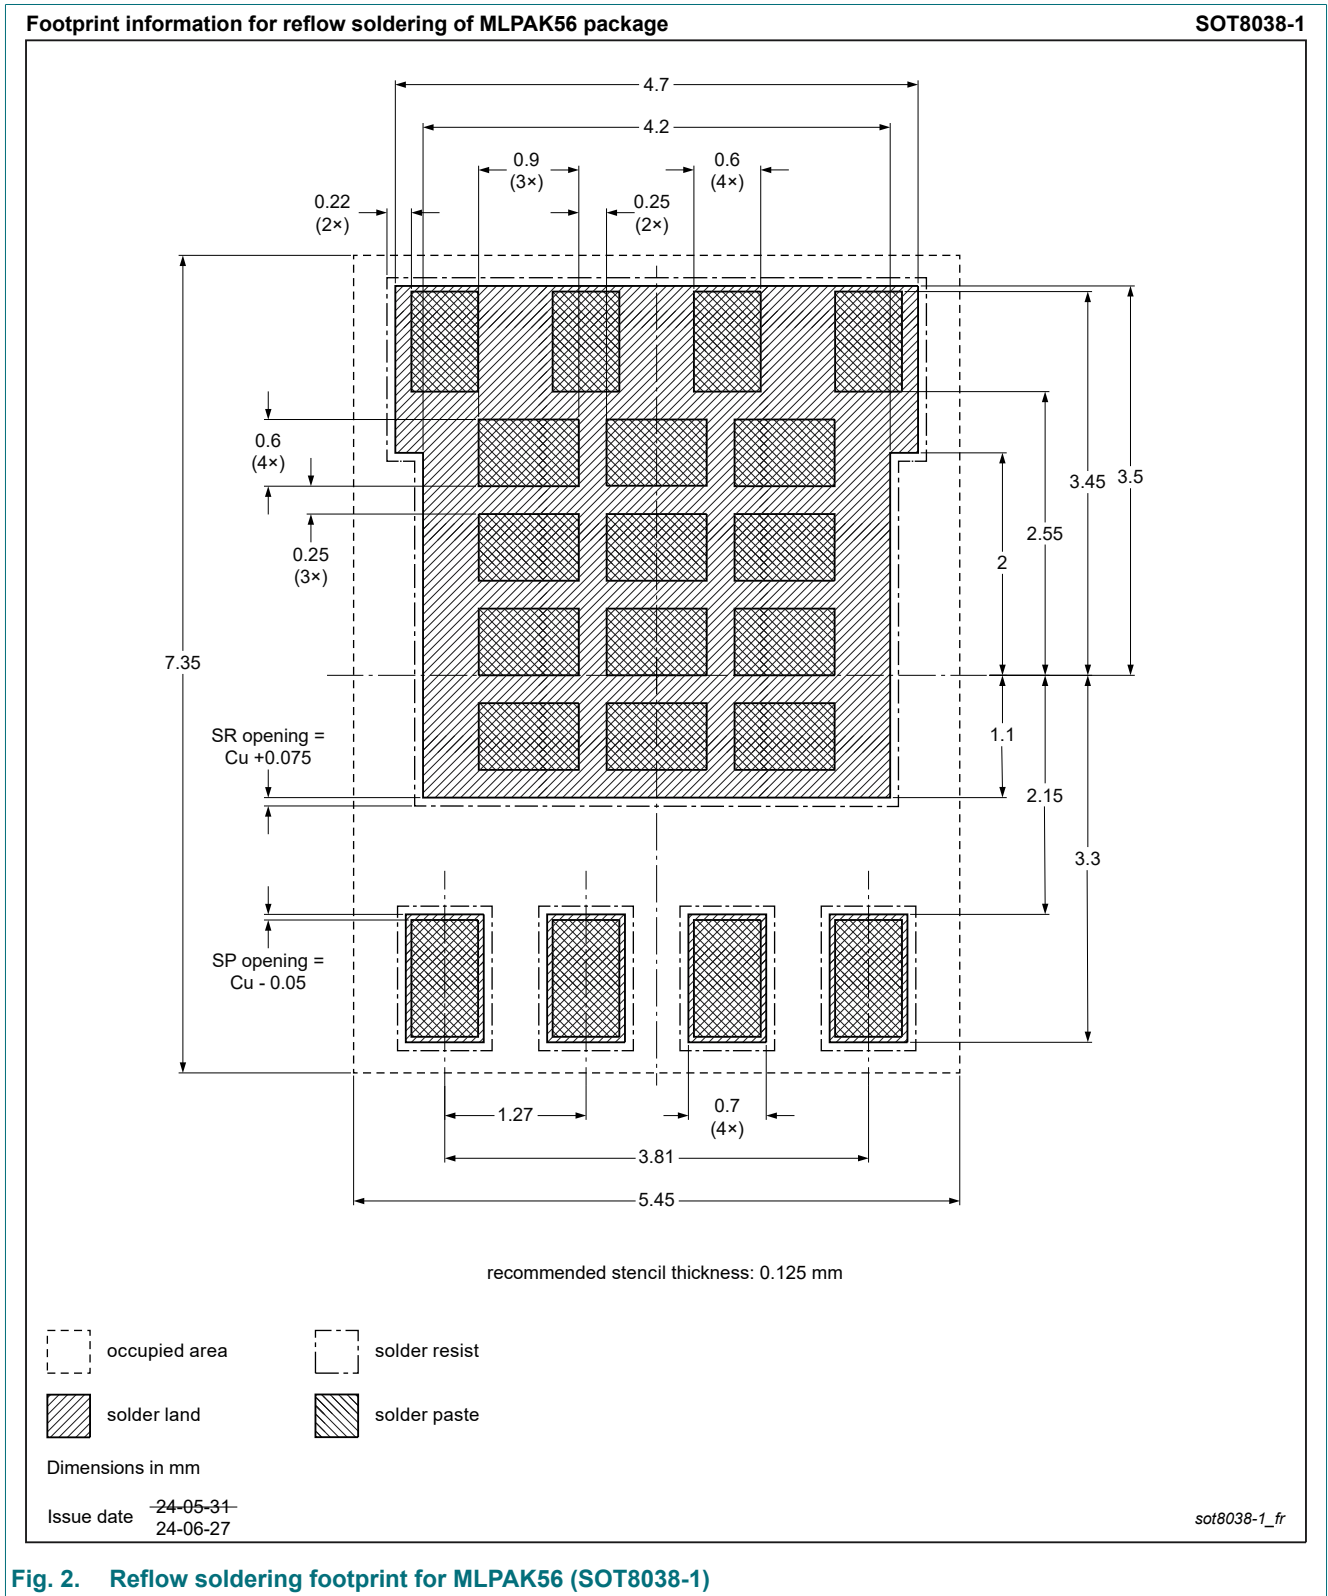 Footprint information for reflow soldering of MLPAK56 package SOT8038-1
4.7
4.2
0.9
(3×)
0.6
(4×)
0.22
(2×)
0.25
(2×)
0.6
(4×)
0.25
(3×)
3.45
3.5
2.55
2
7.35
SR opening =
Cu +0.075
1.1
2.15
3.3
SP opening =
Cu - 0.05
1.27
0.7
(4×)
3.81
5.45
recommended stencil thickness: 0.125 mm
occupied area
solder resist
solder land
solder paste
Dimensions in mm
Issue date
24-05-31
24-06-27
sot8038-1_fr
Fig. 2. Reflow soldering footprint for MLPAK56 (SOT8038-1)